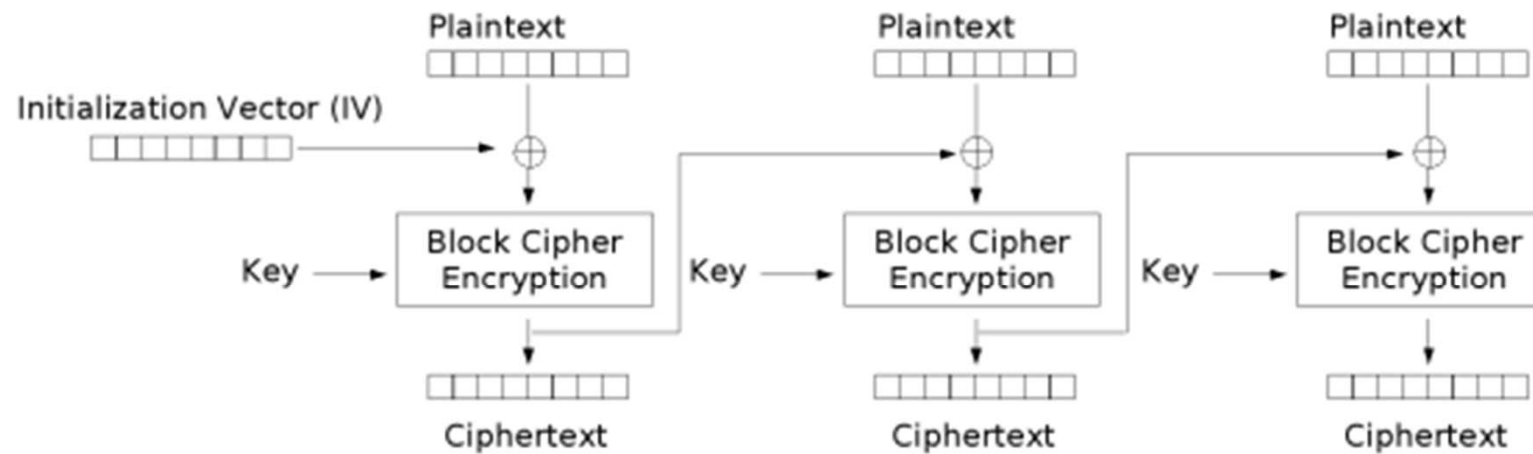 Plaintext
Plaintext
Plaintext
Initialization Vector (IV)
Block Cipher
Encryption
Block Cipher
Encryption
Block Cipher
Encryption
Key
Key
Key
Ciphertext
Ciphertext
Ciphertext